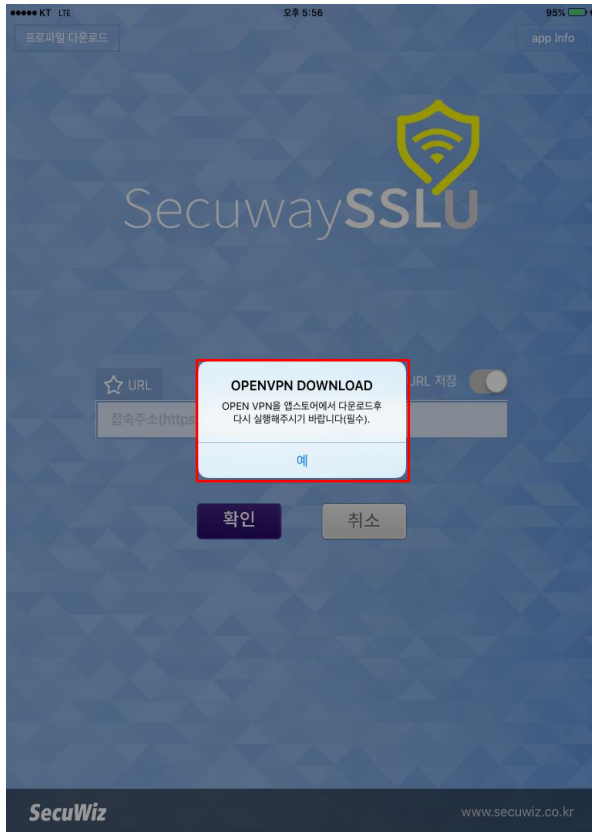 KT LTE 오후 5:56 95%
프로파일 다운로드 app Info
SecuwaySSLU
URL URL 저장
접속주소(https
OPENVPN DOWNLOAD
OPEN VPN을 앱스토어에서 다운로드후
다시 실행해주시기 바랍니다(필수).
예
확인 취소
SecuWiz www.secuwiz.co.kr